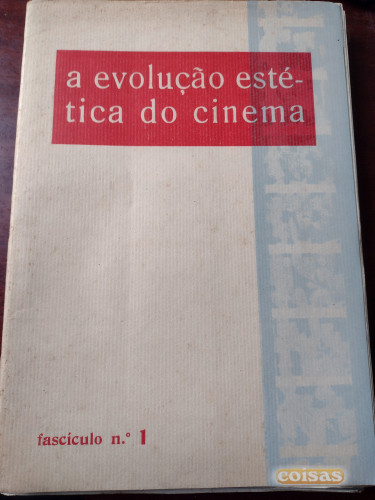 a evolução esté-
tica do cinema
fascículo n.º 1
coisas